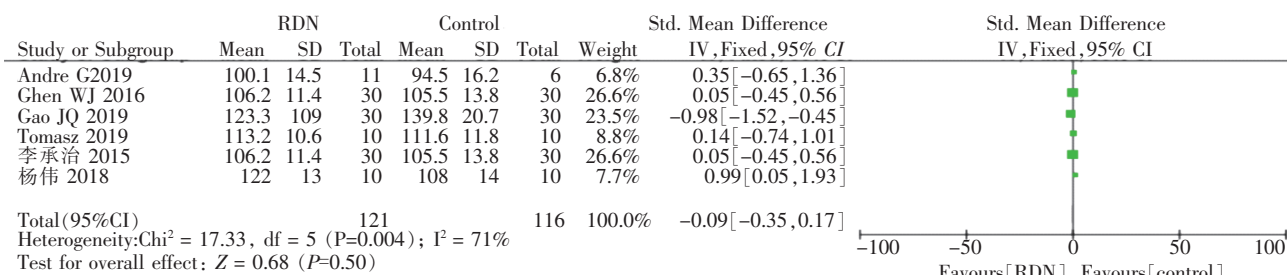 RDN Control Std. Mean Difference Std. Mean Difference
Study or Subgroup Mean SD Total Mean SD Total Weight IV,Fixed,95% CI IV,Fixed,95% CI
Andre G2019 100.1 14.5 11 94.5 16.2 6 6.8% 0.35[-0.65,1.36]
Ghen WJ 2016 106.2 11.4 30 105.5 13.8 30 26.6% 0.05[-0.45,0.56]
Gao JQ 2019 123.3 109 30 139.8 20.7 30 23.5% -0.98[-1.52,-0.45]
Tomasz 2019 113.2 10.6 10 111.6 11.8 10 8.8% 0.14[-0.74,1.01]
李承治 2015 106.2 11.4 30 105.5 13.8 30 26.6% 0.05[-0.45,0.56]
杨伟 2018 122 13 10 108 14 10 7.7% 0.99[0.05,1.93]
Total(95%CI) 121 116 100.0% -0.09[-0.35,0.17]
Heterogeneity:Chi² = 17.33, df = 5 (P=0.004); I² = 71%
-100 -50 0 50 100
Test for overall effect: Z = 0.68 (P=0.50)
Favours[RDN] Favours[control]